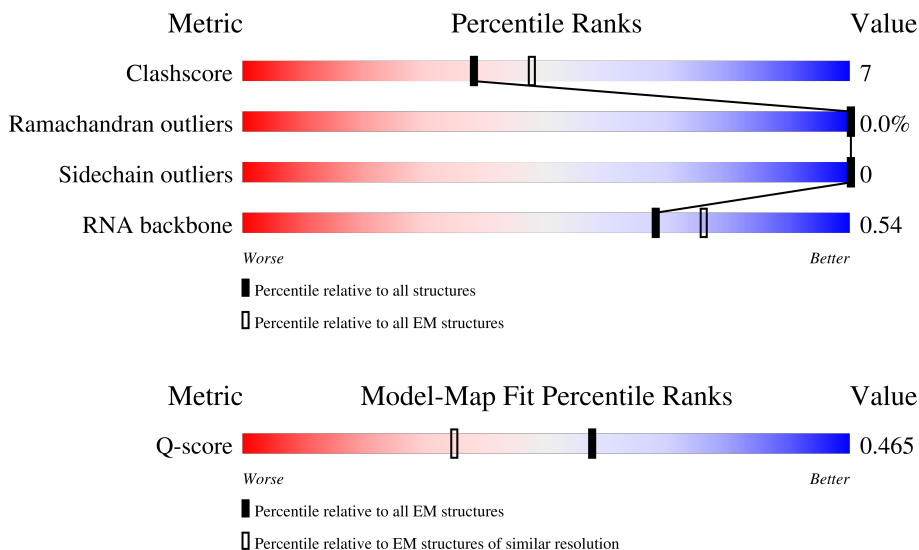 Metric Percentile Ranks Value
Clashscore 7
Ramachandran outliers 0.0%
Sidechain outliers 0
RNA backbone 0.54
Worse Better
Percentile relative to all structures
Percentile relative to all EM structures
Metric Model-Map Fit Percentile Ranks Value
Q-score 0.465
Worse Better
Percentile relative to all EM structures
Percentile relative to EM structures of similar resolution